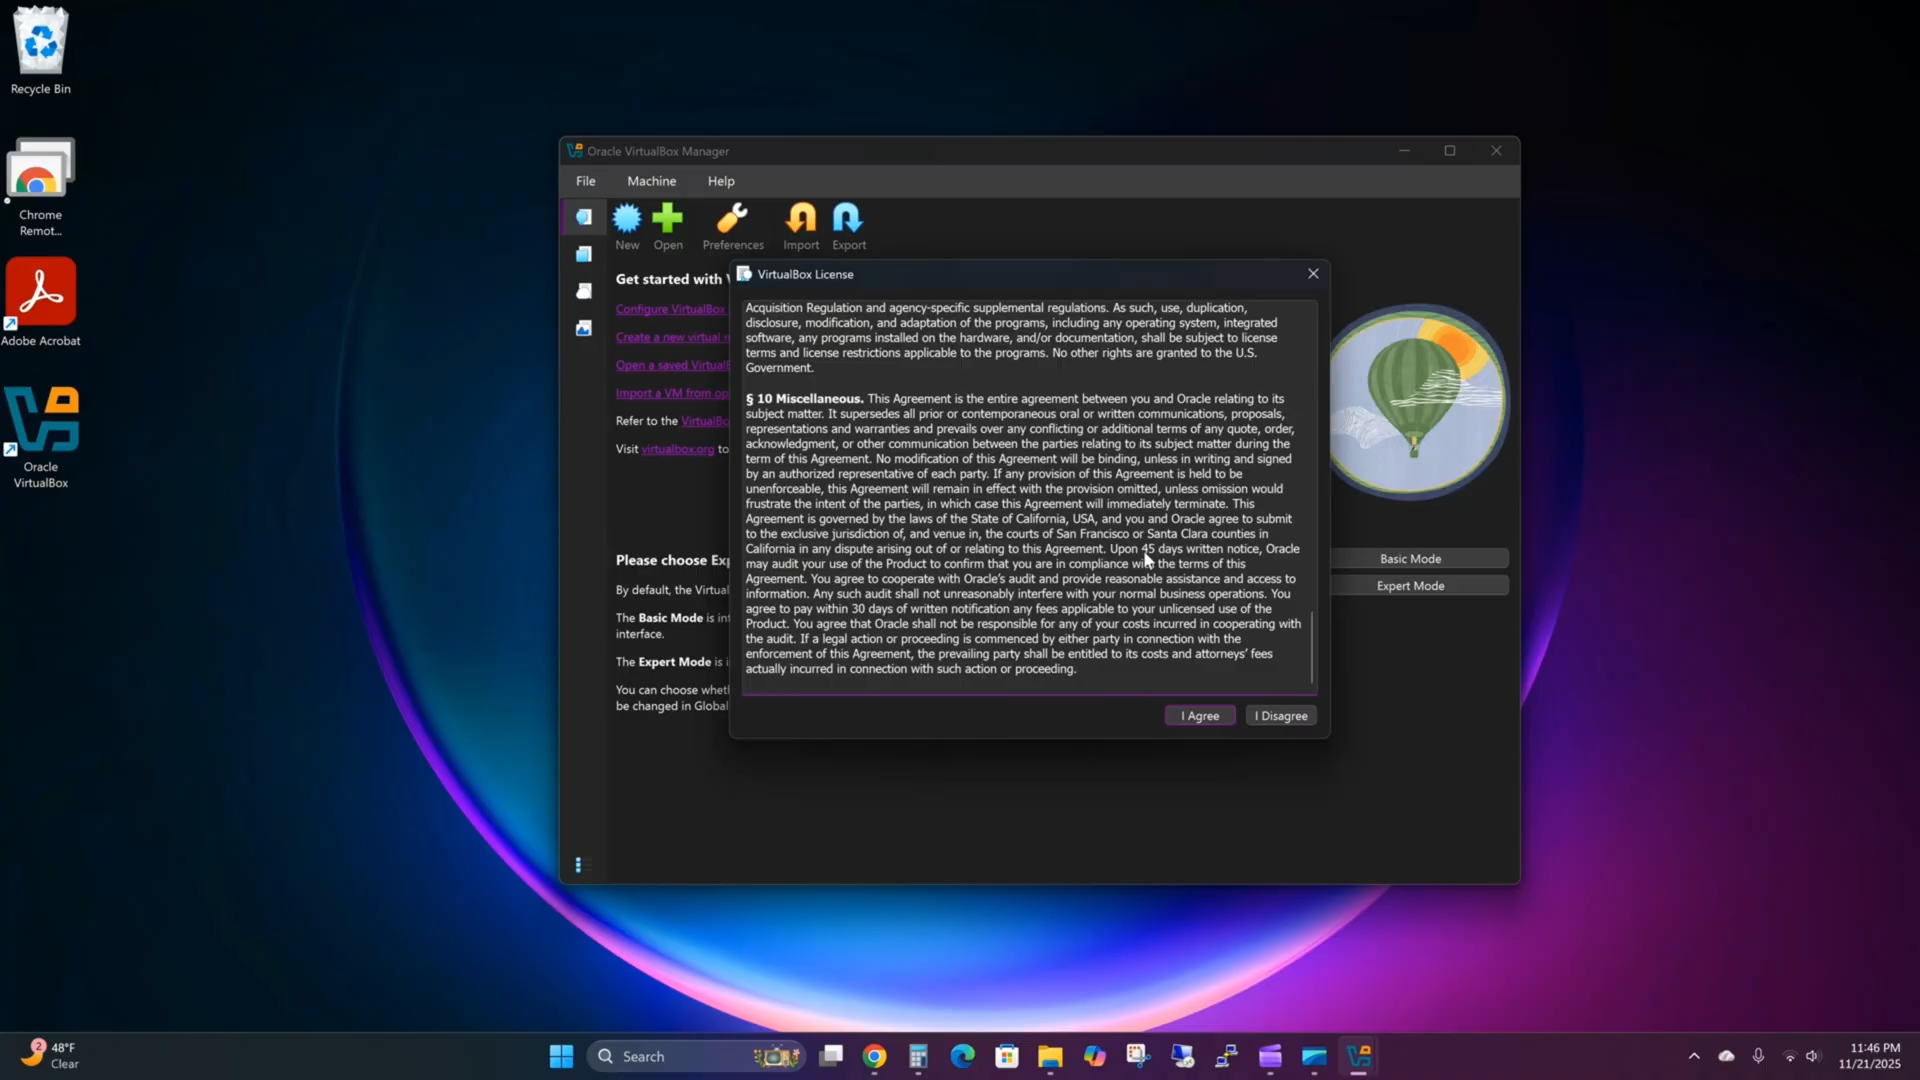 Recycle Bin
Chrome
Remot...
Adobe Acrobat
Oracle
VirtualBox
Oracle VirtualBox Manager
File Machine Help
New Open Preferences Import Export
Get started with
Configure VirtualBox
Create a new virtual
Open a saved Virtual
Import a VM from
Refer to the
Visit virtualbox.org to
Please choose
By default, the
The Basic Mode is
interface.
The Expert Mode is
You can choose
be changed in Global
Basic Mode
Expert Mode
VirtualBox License
Acquisition Regulation and agency-specific supplemental regulations. As such, use, duplication,
disclosure, modification, and adaptation of the programs, including any operating system, integrated
software, any programs installed on the hardware, and/or documentation, shall be subject to license
terms and license restrictions applicable to the programs. No other rights are granted to the U.S.
Government.
§ 10 Miscellaneous. This Agreement is the entire agreement between you and Oracle relating to its
subject matter. It supersedes all prior or contemporaneous oral or written communications, proposals,
representations and warranties and prevails over any conflicting or additional terms of any quote, order,
acknowledgment, or other communication between the parties relating to its subject matter during the
term of this Agreement. No modification of this Agreement will be binding, unless in writing and signed
by an authorized representative of each party. If any provision of this Agreement is held to be
unenforceable, this Agreement will remain in effect with the provision omitted, unless omission would
frustrate the intent of the parties, in which case this Agreement will immediately terminate. This
Agreement is governed by the laws of the State of California, USA, and you and Oracle agree to submit
to the exclusive jurisdiction of, and venue in, the courts of San Francisco or Santa Clara counties in
California in any dispute arising out of or relating to this Agreement. Upon 45 days written notice, Oracle
may audit your use of the Product to confirm that you are in compliance with the terms of this
Agreement. You agree to cooperate with Oracle's audit and provide reasonable assistance and access to
information. Any such audit shall not unreasonably interfere with your normal business operations. You
agree to pay within 30 days of written notification any fees applicable to your unlicensed use of the
Product. You agree that Oracle shall not be responsible for any of your costs incurred in cooperating with
the audit. If a legal action or proceeding is commenced by either party in connection with the
enforcement of this Agreement, the prevailing party shall be entitled to its costs and attorneys' fees
actually incurred in connection with such action or proceeding.
I Agree I Disagree
2
48°F
Clear
Search
11:46 PM
11/21/2025